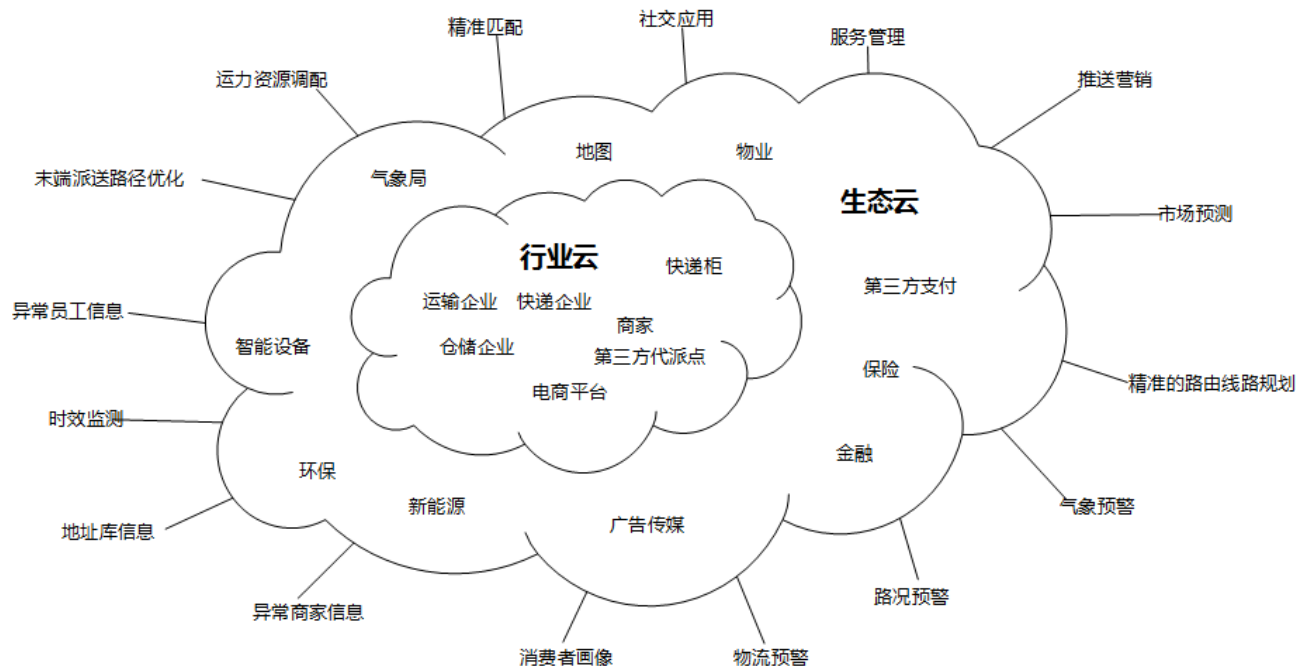 社交应用
精准匹配
服务管理
运力资源调配
推送营销
地图
物业
末端派送路径优化
气象局
生态云
市场预测
行业云
快递柜
第三方支付
运输企业
快递企业
异常员工信息
商家
智能设备
仓储企业
第三方代派点
保险
精准的路由线路规划
电商平台
时效监测
金融
环保
新能源
气象预警
广告传媒
地址库信息
路况预警
异常商家信息
消费者画像
物流预警